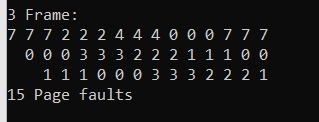 3 Frame:
7 7 7 2 2 2 4 4 4 0 0 0 7 7 7
0 0 0 3 3 3 2 2 2 1 1 1 0 0
1 1 1 0 0 0 3 3 3 2 2 2 1
15 Page faults